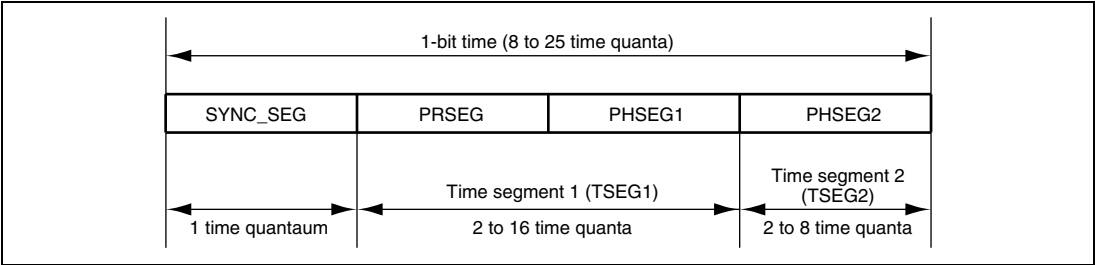 1-bit time (8 to 25 time quanta)
SYNC_SEG PRSEG PHSEG1 PHSEG2
Time segment 1 (TSEG1)
Time segment 2
(TSEG2)
1 time quantaum 2 to 16 time quanta 2 to 8 time quanta